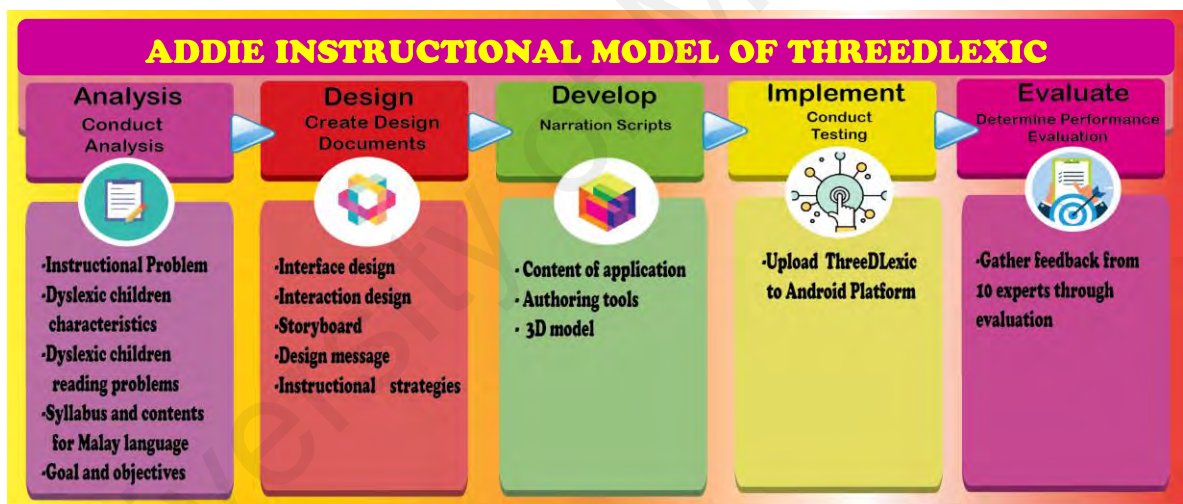 ADDIE INSTRUCTIONAL MODEL OF THREEDLEXIC
Analysis
Conduct
Analysis
·Instructional Problem
·Dyslexic children
characteristics
·Dyslexic children
reading problems
·Syllabus and contents
for Malay language
·Goal and objectives
Design
Create Design
Documents
·Interface design
·Interaction design
·Storyboard
·Design message
·Instructional strategies
Develop
Narration Scripts
· Content of application
· Authoring tools
· 3D model
Implement
Conduct
Testing
·Upload ThreeDLexic
to Android Platform
Evaluate
Determine Performance
Evaluation
·Gather feedback from
10 experts through
evaluation